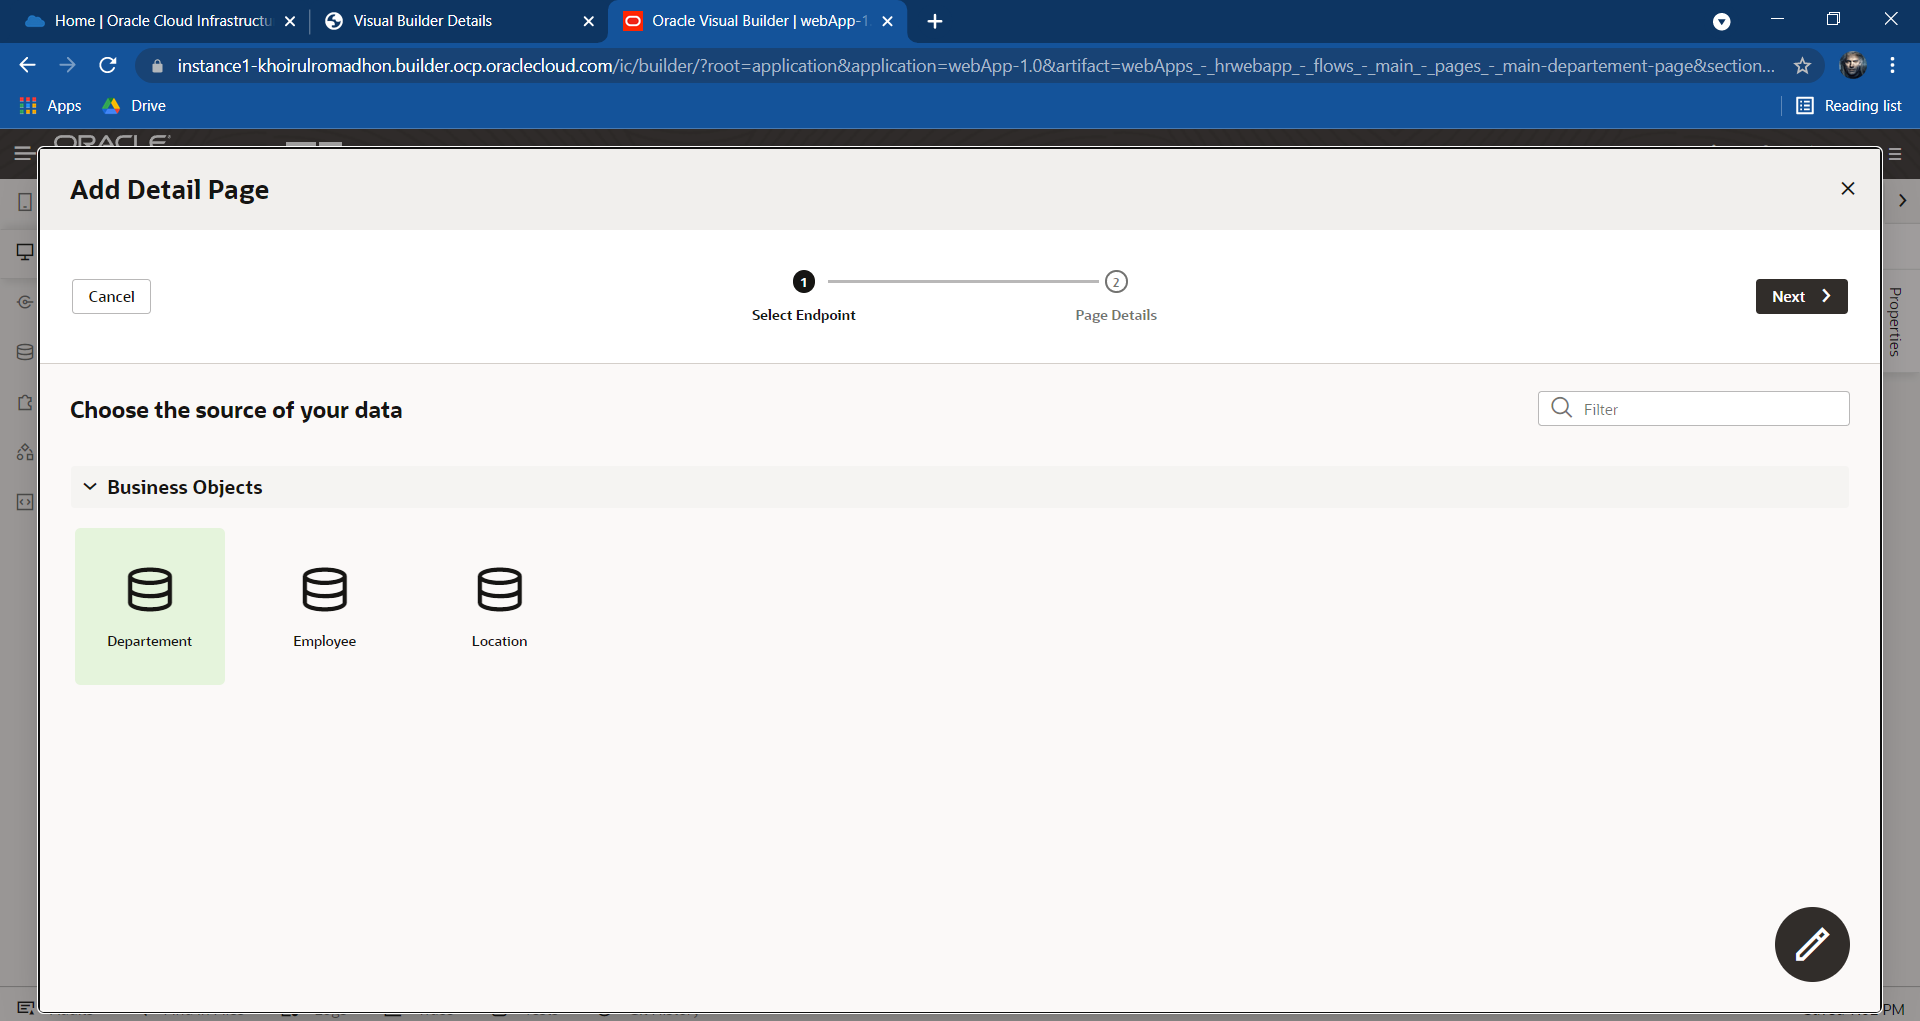 Home | Oracle Cloud Infrastructu
Visual Builder Details
Oracle Visual Builder | webApp-1
instance1-khoirulromadhon.builder.ocp.oraclecloud.com/ic/builder/?root=application&application=webApp-1.0&artifact=webApps_-_hrwebapp_-_flows_-_main_-_pages_-_main-departement-page&section...
Apps
Drive
Reading list
ORACLE
Add Detail Page
Cancel
1
2
Select Endpoint
Page Details
Next
Properties
Choose the source of your data
Filter
Business Objects
Departement
Employee
Location
PM